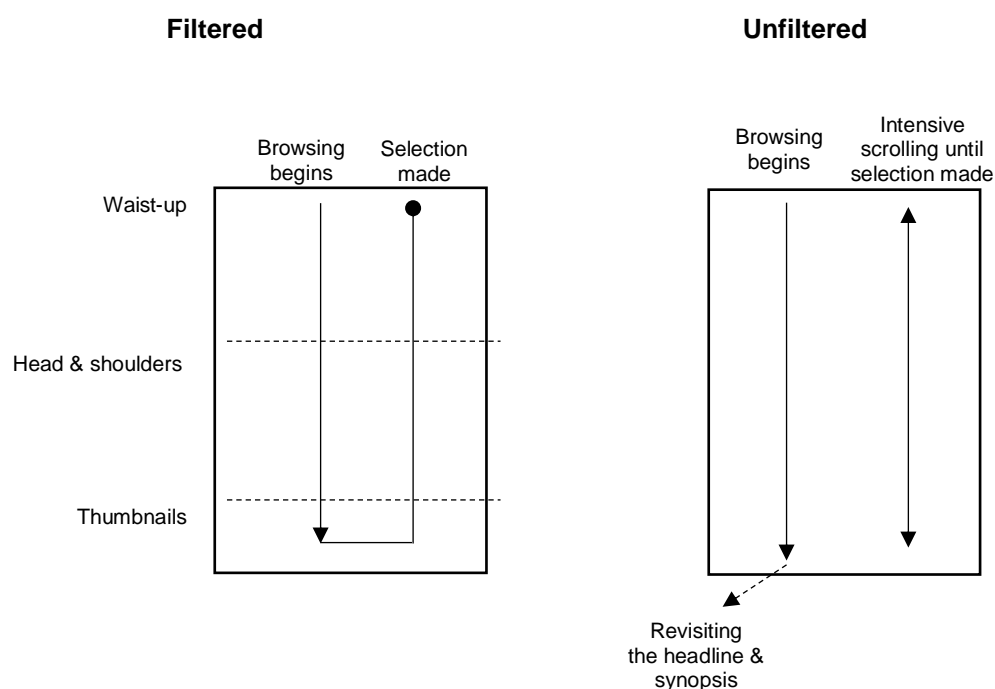 Filtered
Unfiltered
Browsing
begins
Selection
made
Browsing
begins
Intensive
scrolling until
selection made
Waist-up
Head & shoulders
Thumbnails
Revisiting
the headline &
synopsis